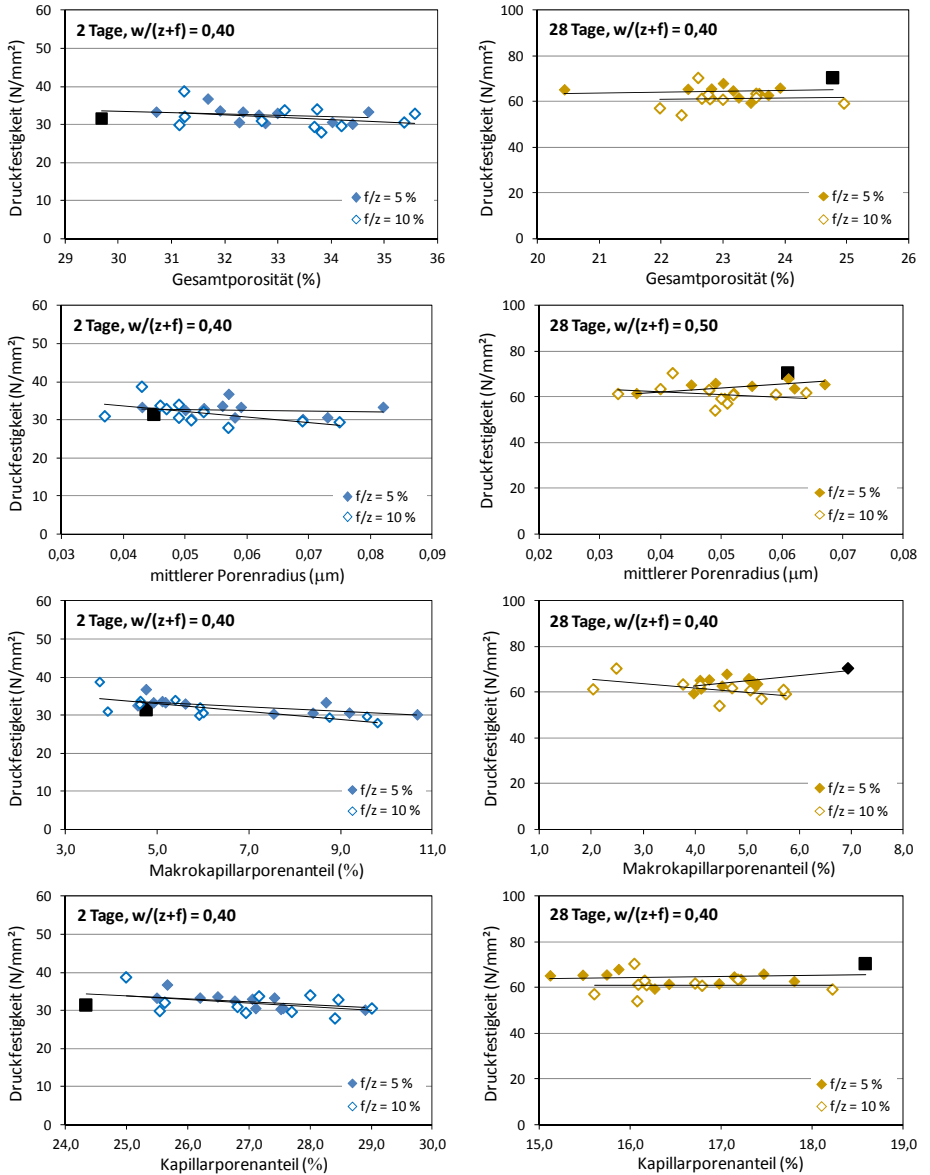 2 Tage, w/(z+f) = 0,40
Druckfestigkeit (N/mm²)
60
50
40
30
20
10
0
29 30 31 32 33 34 35 36
Gesamtporosität (%)
f/z = 5 %
f/z = 10 %
28 Tage, w/(z+f) = 0,40
Druckfestigkeit (N/mm²)
100
80
60
40
20
0
20 21 22 23 24 25 26
Gesamtporosität (%)
f/z = 5 %
f/z = 10 %
2 Tage, w/(z+f) = 0,40
Druckfestigkeit (N/mm²)
60
50
40
30
20
10
0
0,03 0,04 0,05 0,06 0,07 0,08 0,09
mittlerer Porenradius (µm)
f/z = 5 %
f/z = 10 %
28 Tage, w/(z+f) = 0,50
Druckfestigkeit (N/mm²)
100
80
60
40
20
0
0,02 0,03 0,04 0,05 0,06 0,07 0,08
mittlerer Porenradius (µm)
f/z = 5 %
f/z = 10 %
2 Tage, w/(z+f) = 0,40
Druckfestigkeit (N/mm²)
60
50
40
30
20
10
0
3,0 5,0 7,0 9,0 11,0
Makrokapillarporenanteil (%)
f/z = 5 %
f/z = 10 %
28 Tage, w/(z+f) = 0,40
Druckfestigkeit (N/mm²)
100
80
60
40
20
0
1,0 2,0 3,0 4,0 5,0 6,0 7,0 8,0
Makrokapillarporenanteil (%)
f/z = 5 %
f/z = 10 %
2 Tage, w/(z+f) = 0,40
Druckfestigkeit (N/mm²)
60
50
40
30
20
10
0
24,0 25,0 26,0 27,0 28,0 29,0 30,0
Kapillarporenanteil (%)
f/z = 5 %
f/z = 10 %
28 Tage, w/(z+f) = 0,40
Druckfestigkeit (N/mm²)
100
80
60
40
20
0
15,0 16,0 17,0 18,0 19,0
Kapillarporenanteil (%)
f/z = 5 %
f/z = 10 %